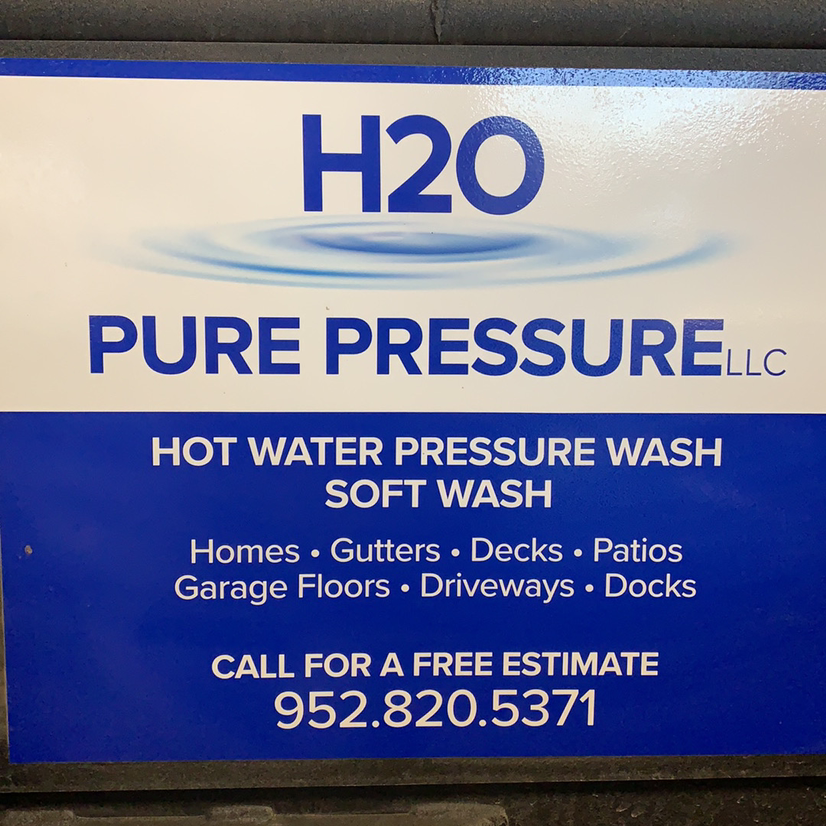 H2O
PURE PRESSURE LLC
HOT WATER PRESSURE WASH
SOFT WASH
Homes • Gutters • Decks • Patios
Garage Floors • Driveways • Docks
CALL FOR A FREE ESTIMATE
952.820.5371